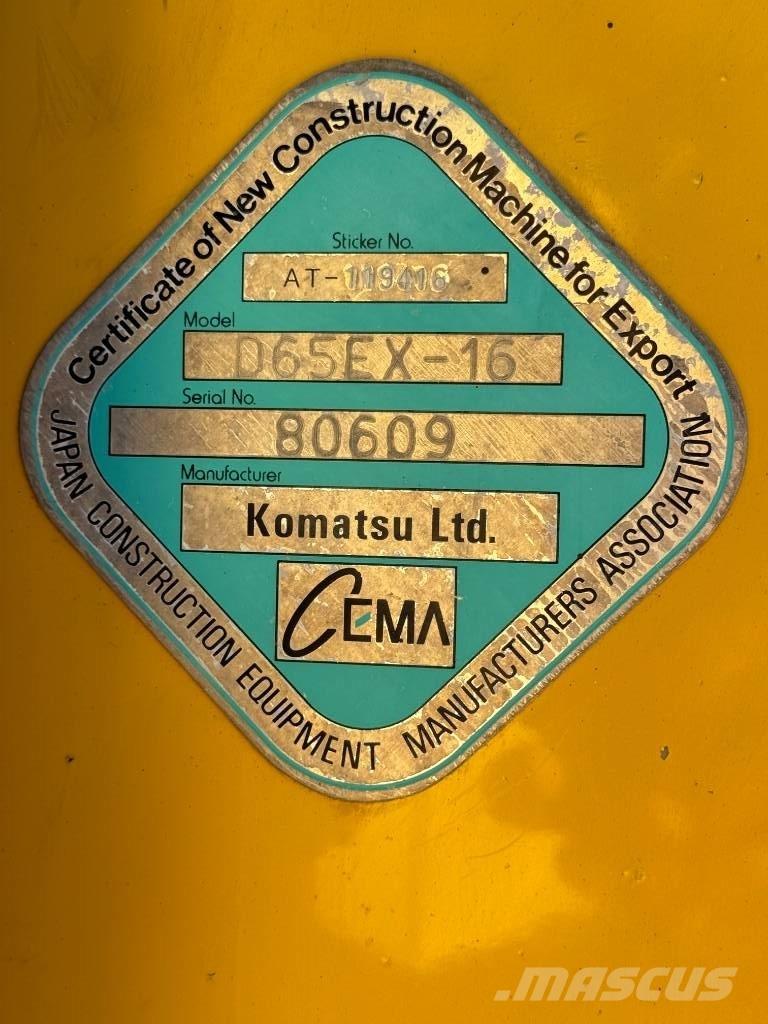 Certificate of New Construction Machine for Export
Sticker No.
AT-119416
Model
D65EX-16
Serial No.
80609
Manufacturer
Komatsu Ltd.
CEMA
JAPAN CONSTRUCTION EQUIPMENT MANUFACTURERS ASSOCIATION
.MASCUS